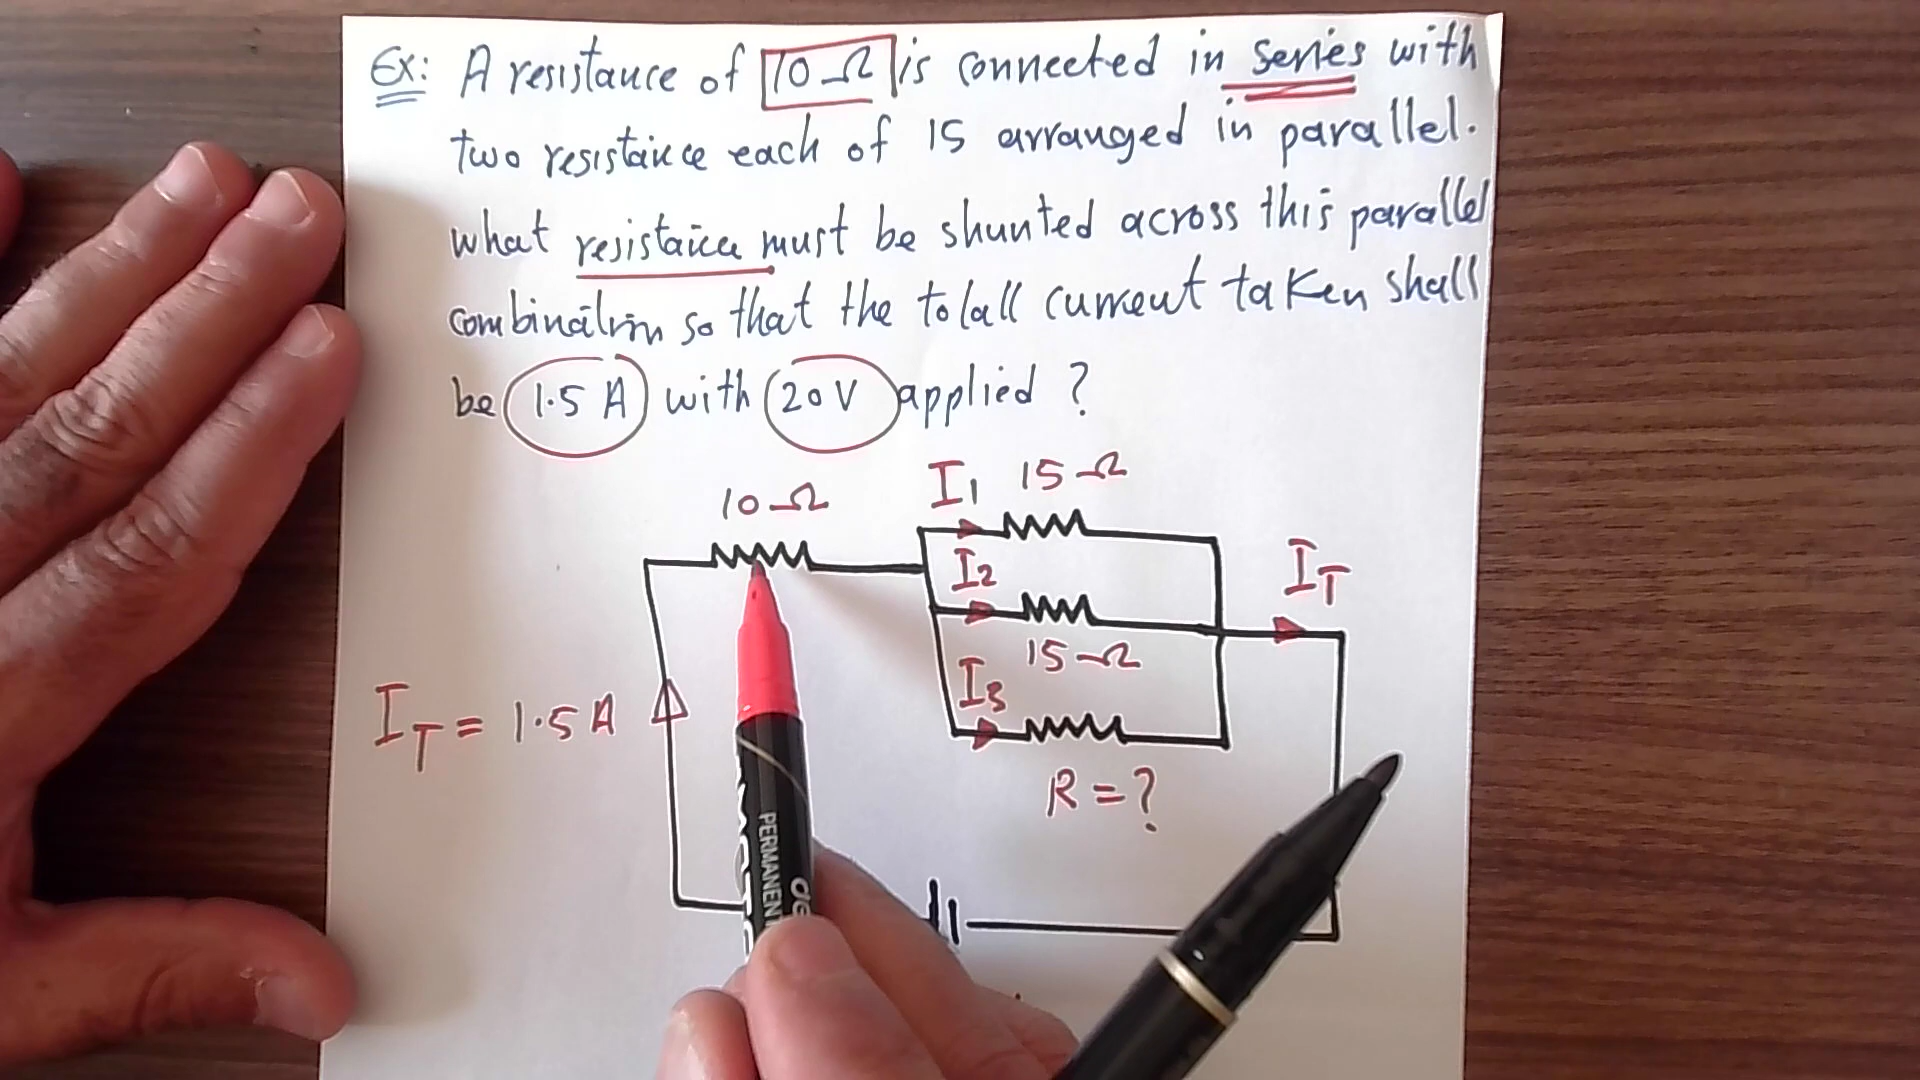 Ex: A resistance of 10 Ω is connected in series with
two resistance each of 15 arranged in parallel.
what resistance must be shunted across this parallel
combination so that the totall current taken shall
be 1.5 A with 20 V applied ?
10 Ω
I1 15 Ω
I2
15 Ω
IT
I3
IT = 1.5 A
R = ?
PERMANENT